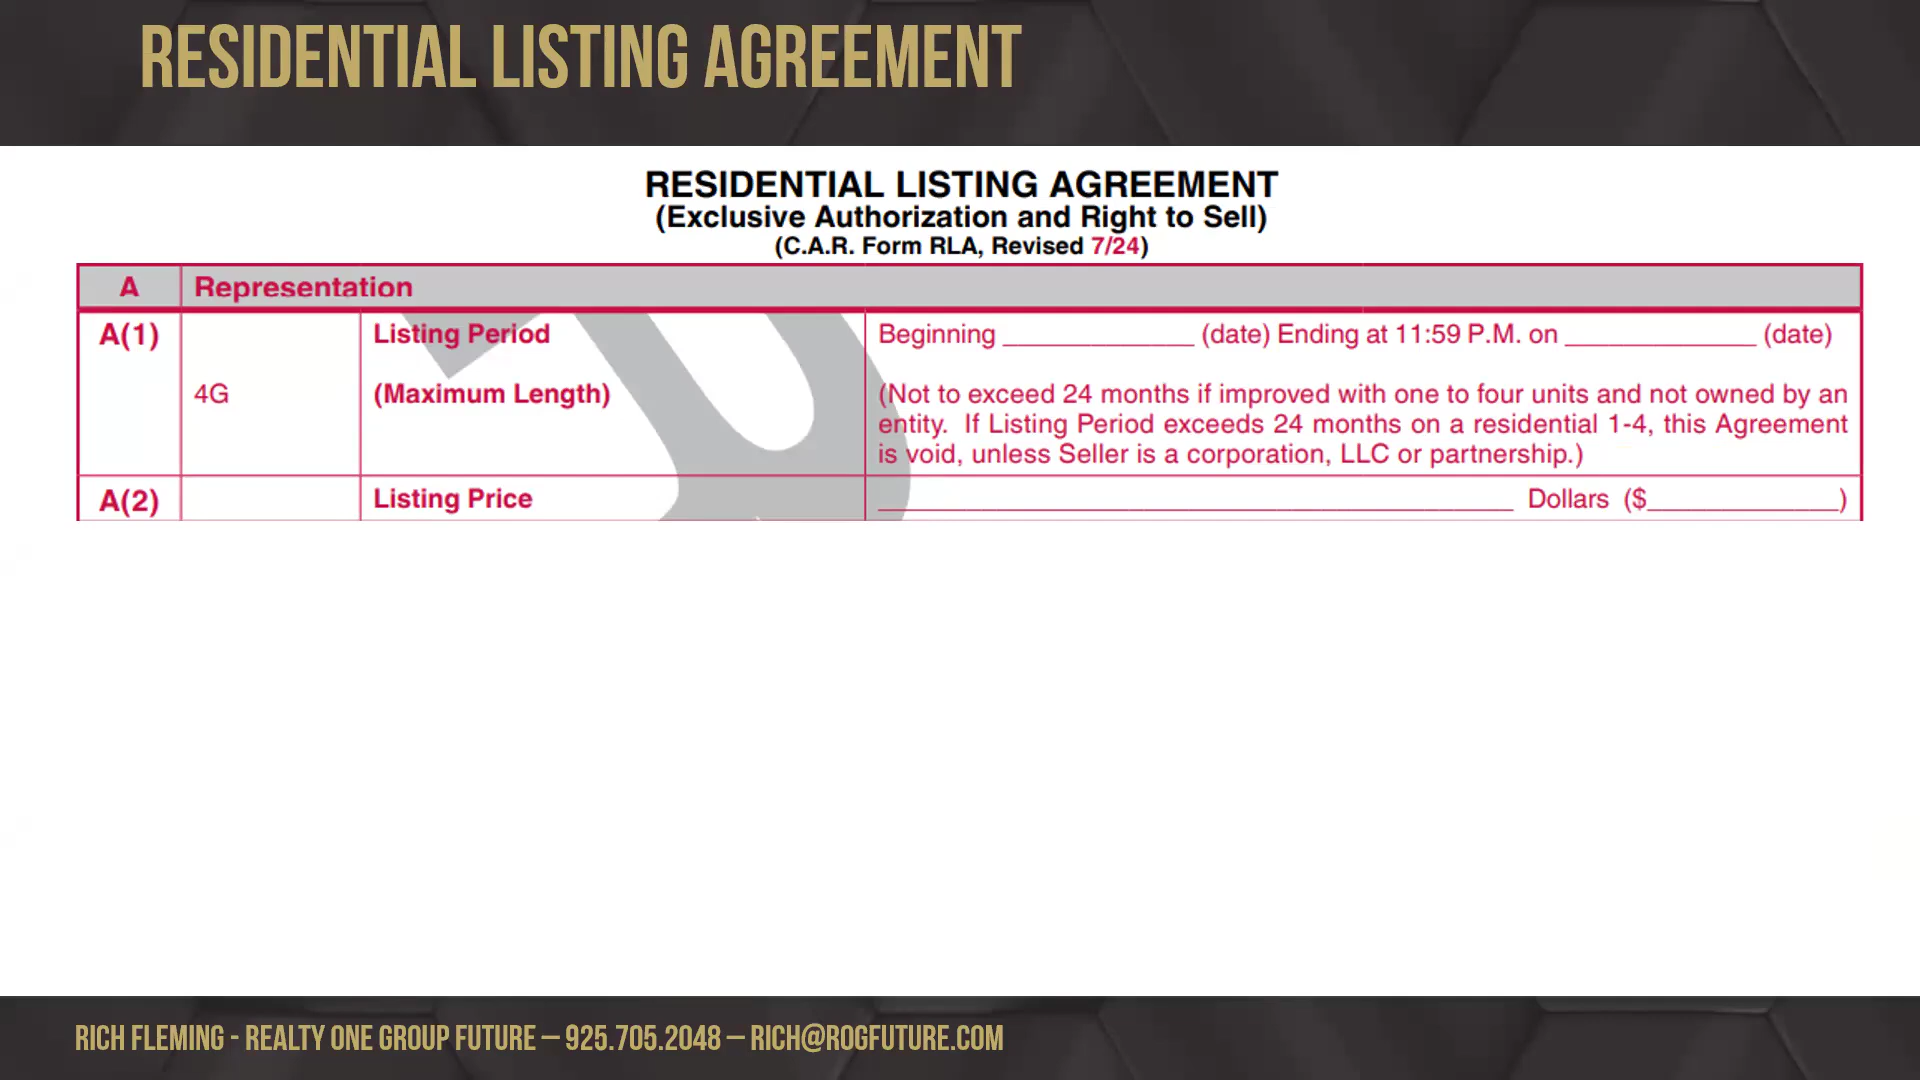 RESIDENTIAL LISTING AGREEMENT
RESIDENTIAL LISTING AGREEMENT
(Exclusive Authorization and Right to Sell)
(C.A.R. Form RLA, Revised 7/24)
A Representation
A(1) Listing Period Beginning _____________ (date) Ending at 11:59 P.M. on _____________ (date)
4G (Maximum Length) (Not to exceed 24 months if improved with one to four units and not owned by an
entity. If Listing Period exceeds 24 months on a residential 1-4, this Agreement
is void, unless Seller is a corporation, LLC or partnership.)
A(2) Listing Price ___________________________________________ Dollars ($_____________)
RICH FLEMING - REALTY ONE GROUP FUTURE – 925.705.2048 – RICH@ROGFUTURE.COM